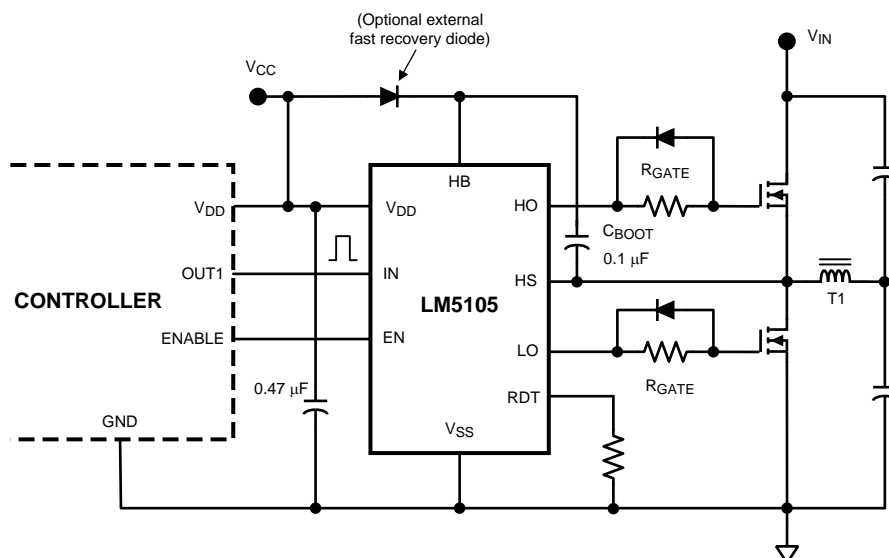 (Optional external
fast recovery diode)
VCC
VIN
HB
RGATE
VDD
VDD
HO
CBOOT
0.1 μF
OUT1
IN
HS
CONTROLLER
LM5105
T1
ENABLE
EN
LO
0.47 μF
RDT
RGATE
GND
VSS